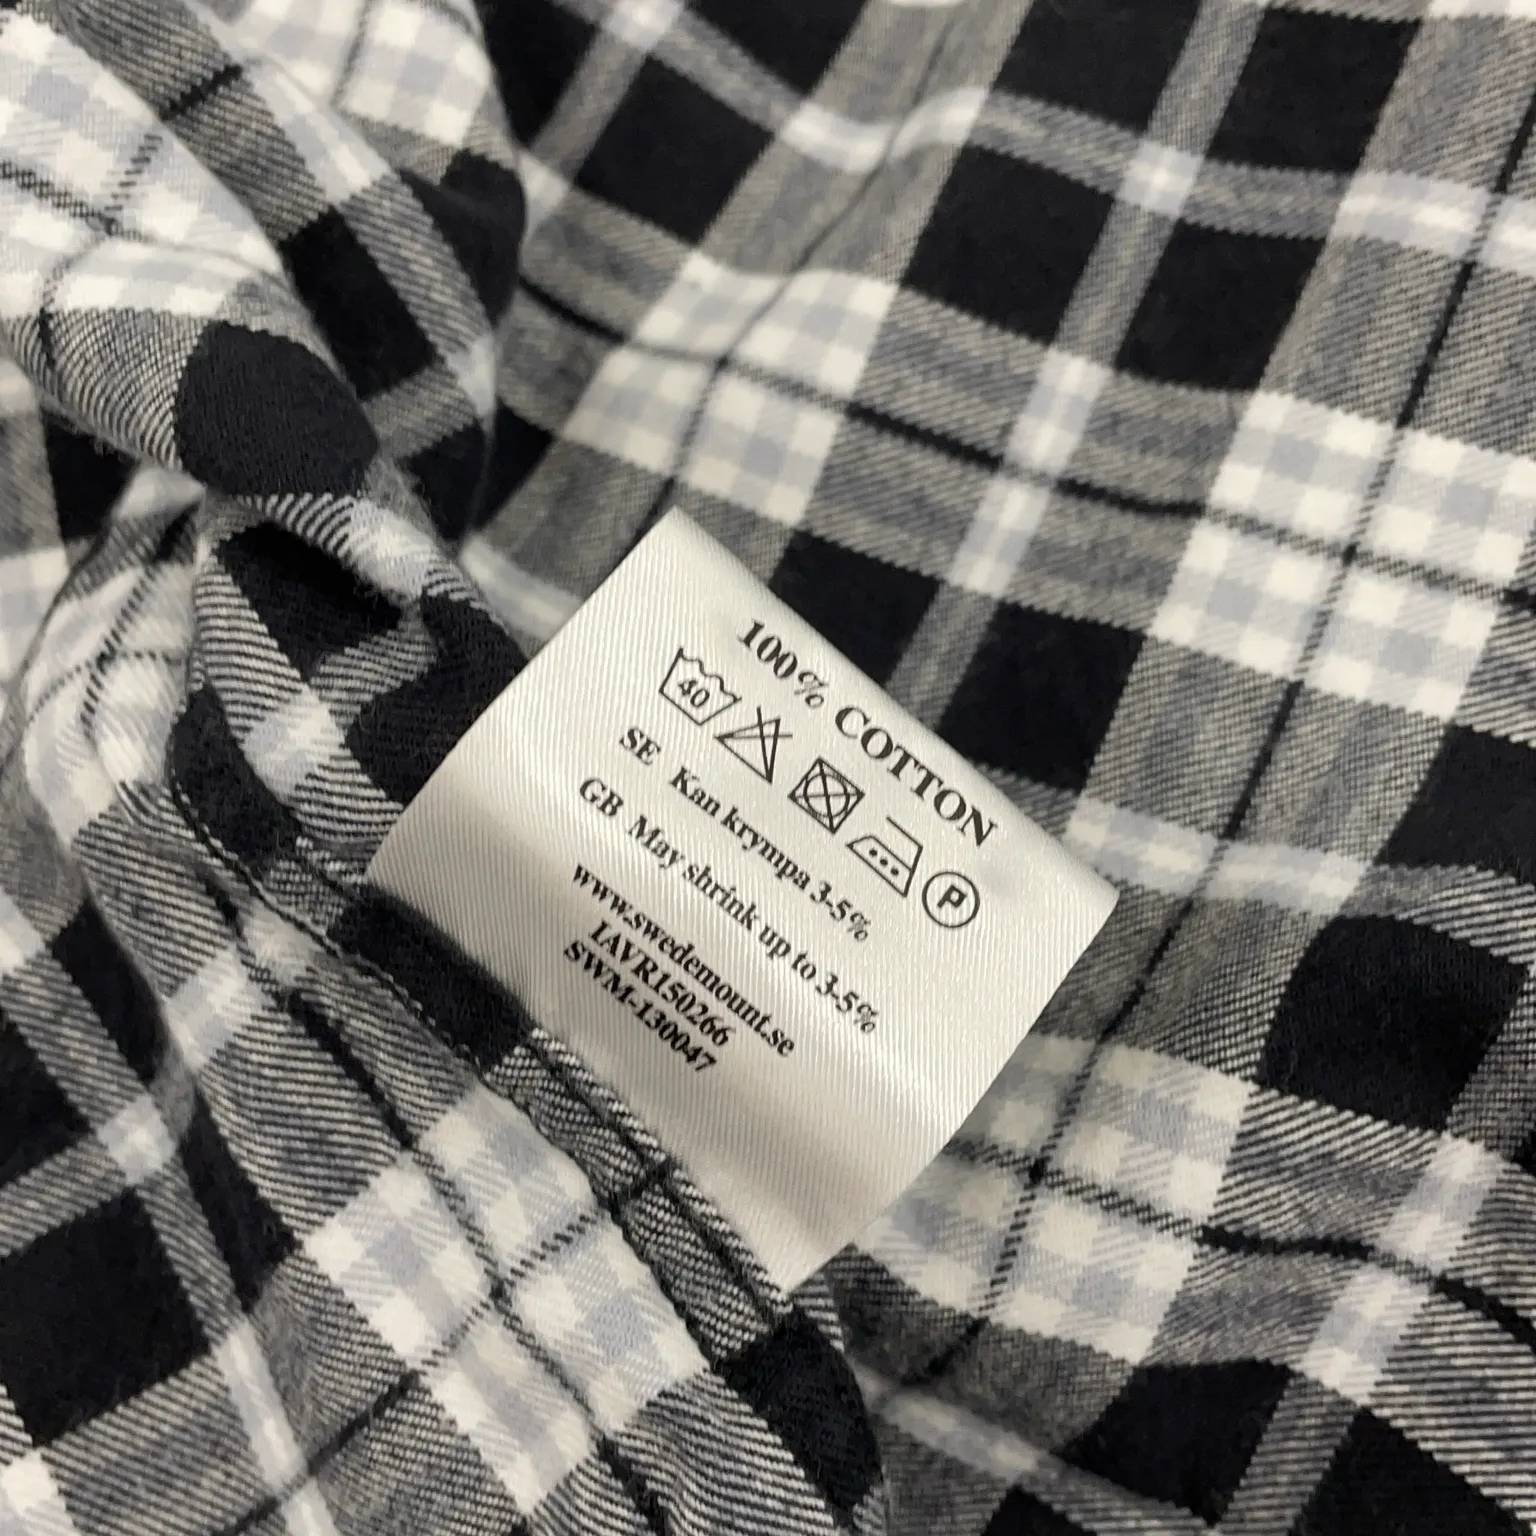 100% COTTON
40 P
SE Kan krympa 3-5%
GB May shrink up to 3-5%
www.swedemount.se
IAVR150266
SWM-130047